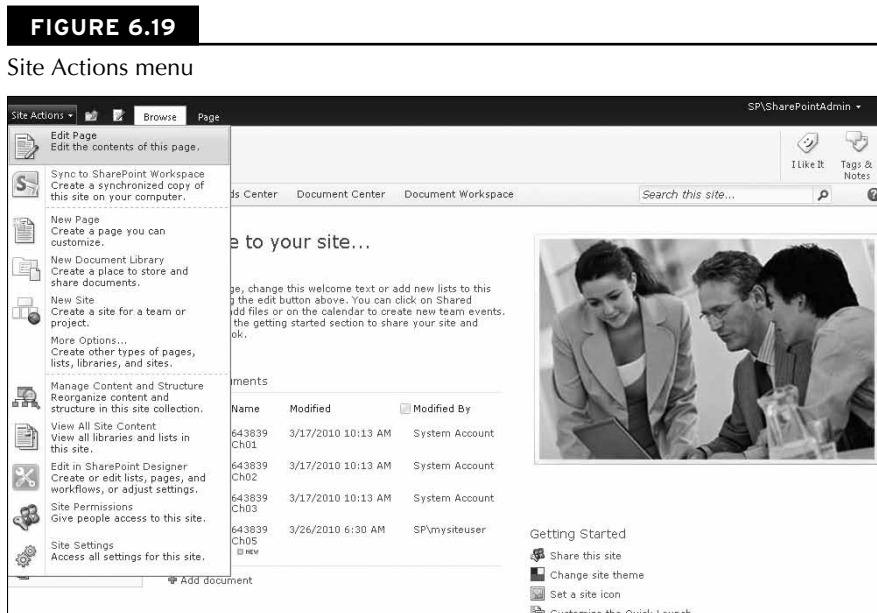 FIGURE 6.19
Site Actions menu
Site Actions
Browse
Page
SP\SharePointAdmin
Edit Page
Edit the contents of this page.
Sync to SharePoint Workspace
Create a synchronized copy of
this site on your computer.
New Page
Create a page you can
customize.
New Document Library
Create a place to store and
share documents.
New Site
Create a site for a team or
project.
More Options...
Create other types of pages,
lists, libraries, and sites.
Manage Content and Structure
Reorganize content and
structure in this site collection.
View All Site Content
View all libraries and lists in
this site.
Edit in SharePoint Designer
Create or edit lists, pages, and
workflows, or adjust settings.
Site Permissions
Give people access to this site.
Site Settings
Access all settings for this site.
I Like It
Tags &
Notes
ds Center Document Center Document Workspace
Search this site...
e to your site...
ge, change this welcome text or add new lists to this
g the edit button above. You can click on Shared
add files or on the calendar to create new team events.
the getting started section to share your site and
ok.
uments
Name Modified Modified By
643839
Ch01
3/17/2010 10:13 AM System Account
643839
Ch02
3/17/2010 10:13 AM System Account
643839
Ch03
3/17/2010 10:13 AM System Account
643839
Ch05
NEW
3/26/2010 6:30 AM SP\mysiteuser
Add document
Getting Started
Share this site
Change site theme
Set a site icon
Customize the Quick Launch